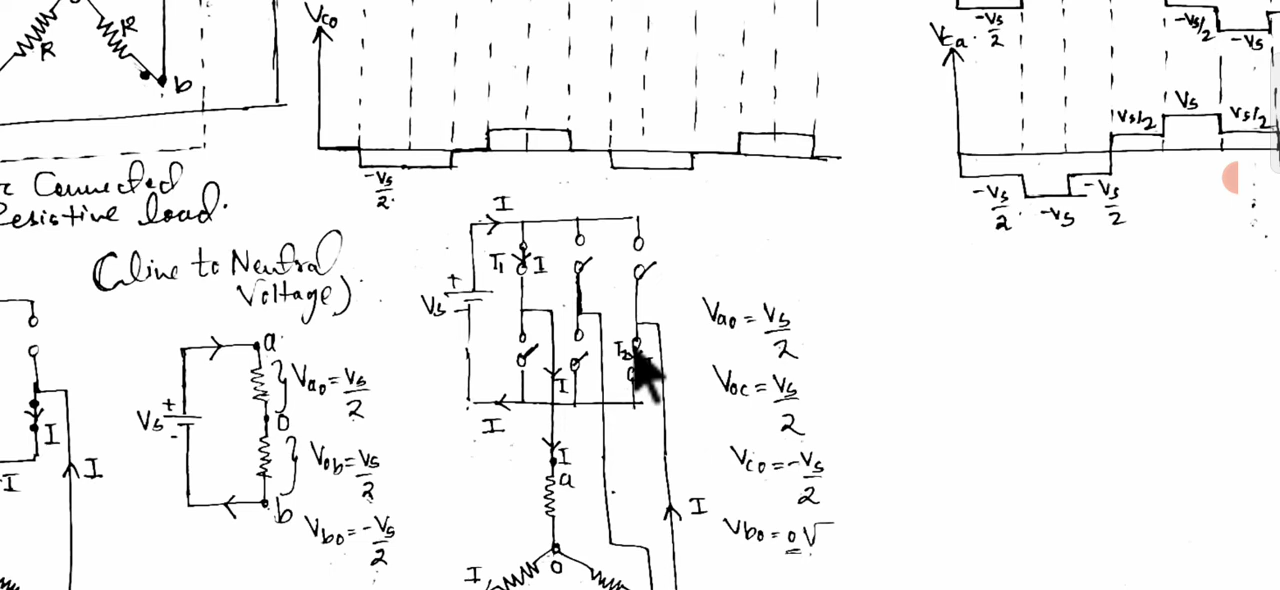 R
R
b
Vco
-Vs/2
Connected
Resistive load.
(line to Neutral
Voltage)
I
T1
I
+
Vs
I
I
I
a
O
I
I
I
-I
I
+
Vs
-
a
O
b
Vao = Vs/2
Vob = Vs/2
Vbo = -Vs/2
Vao = Vs/2
Voc = Vs/2
Vco = -Vs/2
Vbo = 0V
-Vs/2
-Vs/2
-Vs
Vca
-Vs/2
-Vs
-Vs/2
Vs/2
Vs
Vs/2